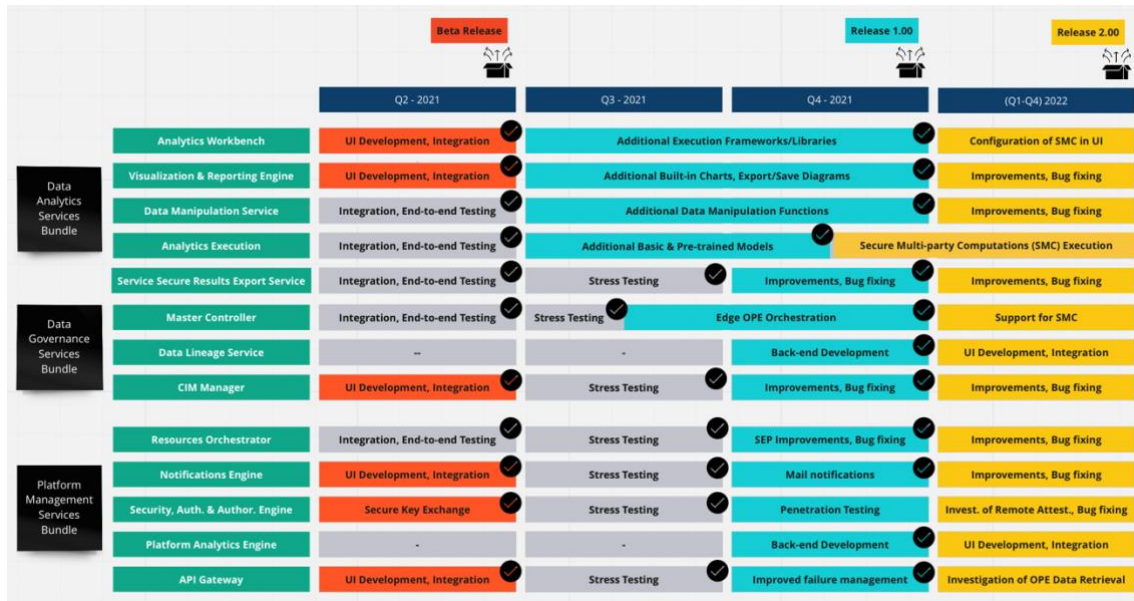 Beta Release
Release 1.00
Release 2.00
Q2 - 2021
Q3 - 2021
Q4 - 2021
(Q1-Q4) 2022
Data
Analytics
Services
Bundle
Analytics Workbench
UI Development, Integration
Additional Execution Frameworks/Libraries
Configuration of SMC in UI
Visualization & Reporting Engine
UI Development, Integration
Additional Built-in Charts, Export/Save Diagrams
Improvements, Bug fixing
Data Manipulation Service
Integration, End-to-end Testing
Additional Data Manipulation Functions
Improvements, Bug fixing
Analytics Execution
Integration, End-to-end Testing
Additional Basic & Pre-trained Models
Secure Multi-party Computations (SMC) Execution
Service Secure Results Export Service
Integration, End-to-end Testing
Stress Testing
Improvements, Bug fixing
Improvements, Bug fixing
Data
Governance
Services
Bundle
Master Controller
Integration, End-to-end Testing
Stress Testing
Edge OPE Orchestration
Support for SMC
Data Lineage Service
--
-
Back-end Development
UI Development, Integration
CIM Manager
UI Development, Integration
Stress Testing
Improvements, Bug fixing
Improvements, Bug fixing
Platform
Management
Services
Bundle
Resources Orchestrator
Integration, End-to-end Testing
Stress Testing
SEP Improvements, Bug fixing
Improvements, Bug fixing
Notifications Engine
UI Development, Integration
Stress Testing
Mail notifications
Improvements, Bug fixing
Security, Auth. & Author. Engine
Secure Key Exchange
Stress Testing
Penetration Testing
Invest. of Remote Attest., Bug fixing
Platform Analytics Engine
-
-
Back-end Development
UI Development, Integration
API Gateway
UI Development, Integration
Stress Testing
Improved failure management
Investigation of OPE Data Retrieval